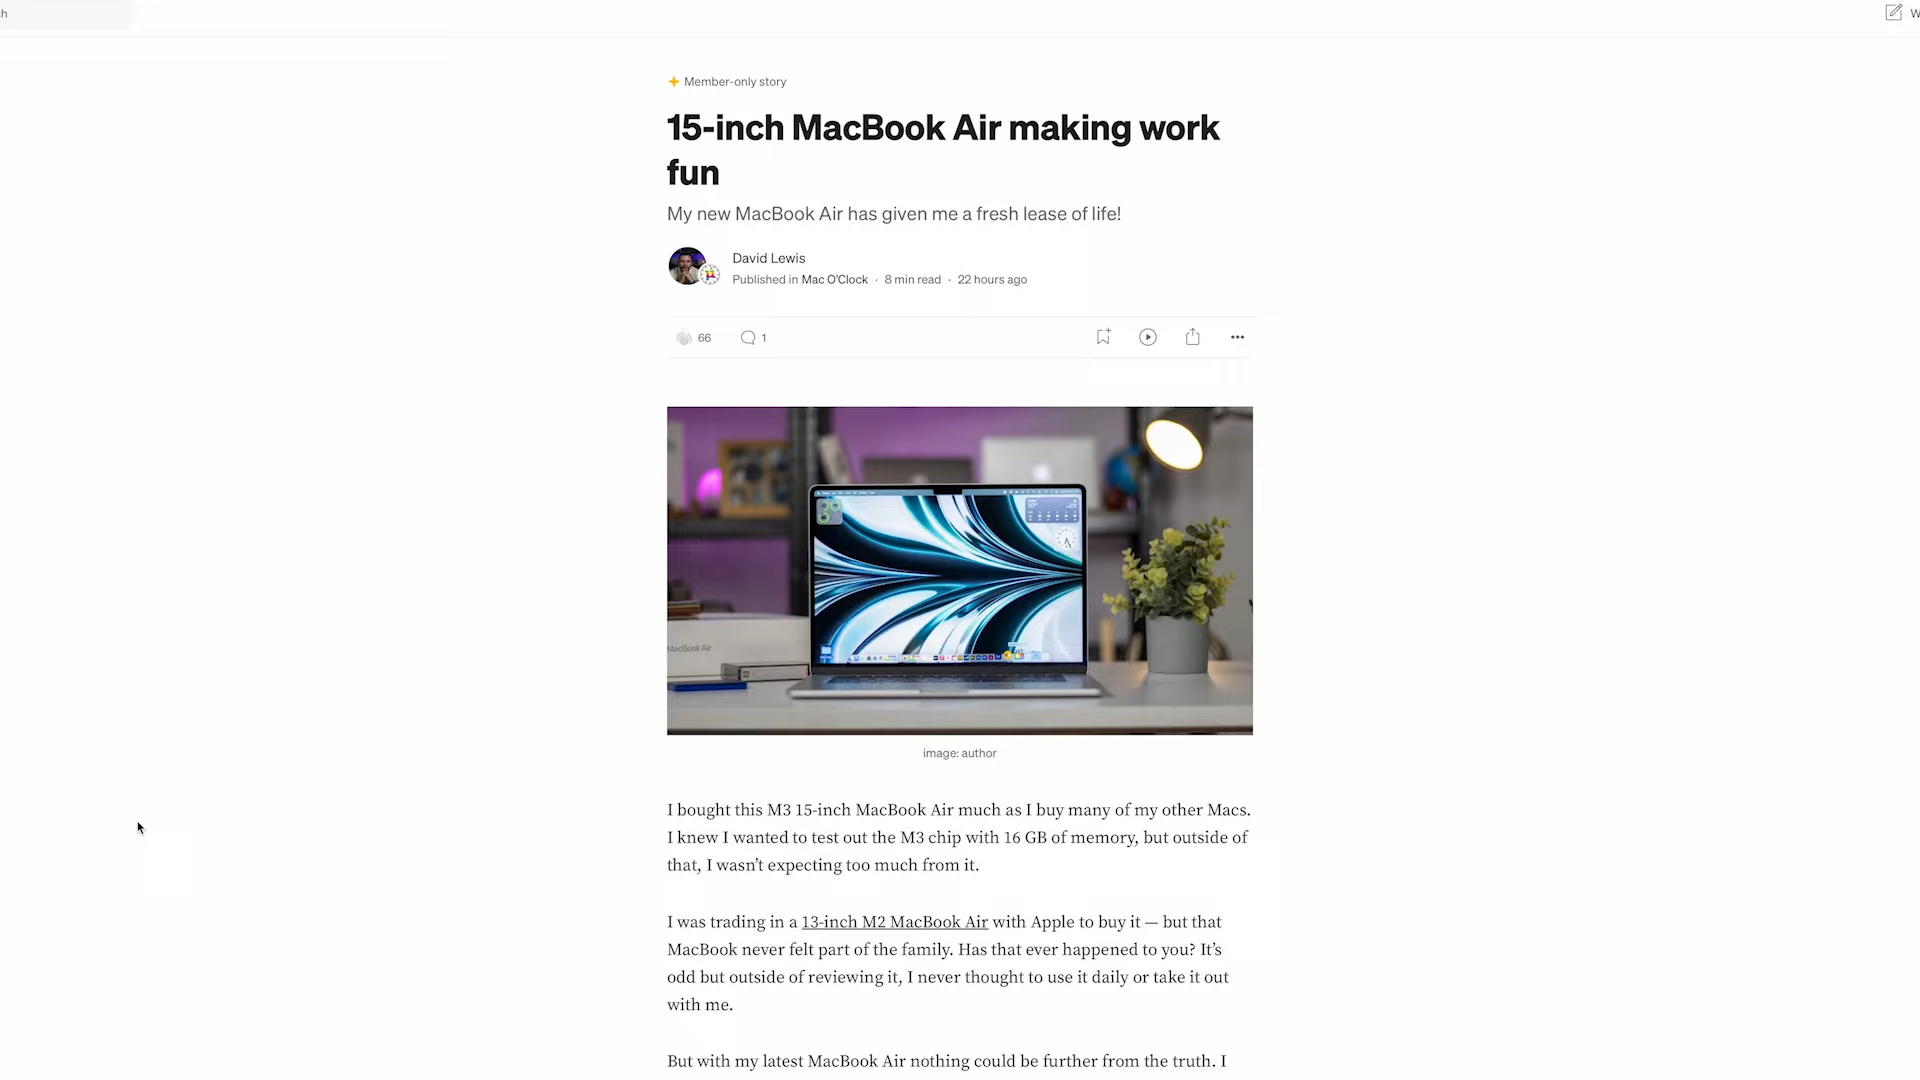 Member-only story
15-inch MacBook Air making work
fun
My new MacBook Air has given me a fresh lease of life!
David Lewis
Published in Mac O'Clock · 8 min read · 22 hours ago
66
1
MacBook Air
image: author
I bought this M3 15-inch MacBook Air much as I buy many of my other Macs.
I knew I wanted to test out the M3 chip with 16 GB of memory, but outside of
that, I wasn't expecting too much from it.
I was trading in a 13-inch M2 MacBook Air with Apple to buy it — but that
MacBook never felt part of the family. Has that ever happened to you? It's
odd but outside of reviewing it, I never thought to use it daily or take it out
with me.
But with my latest MacBook Air nothing could be further from the truth. I